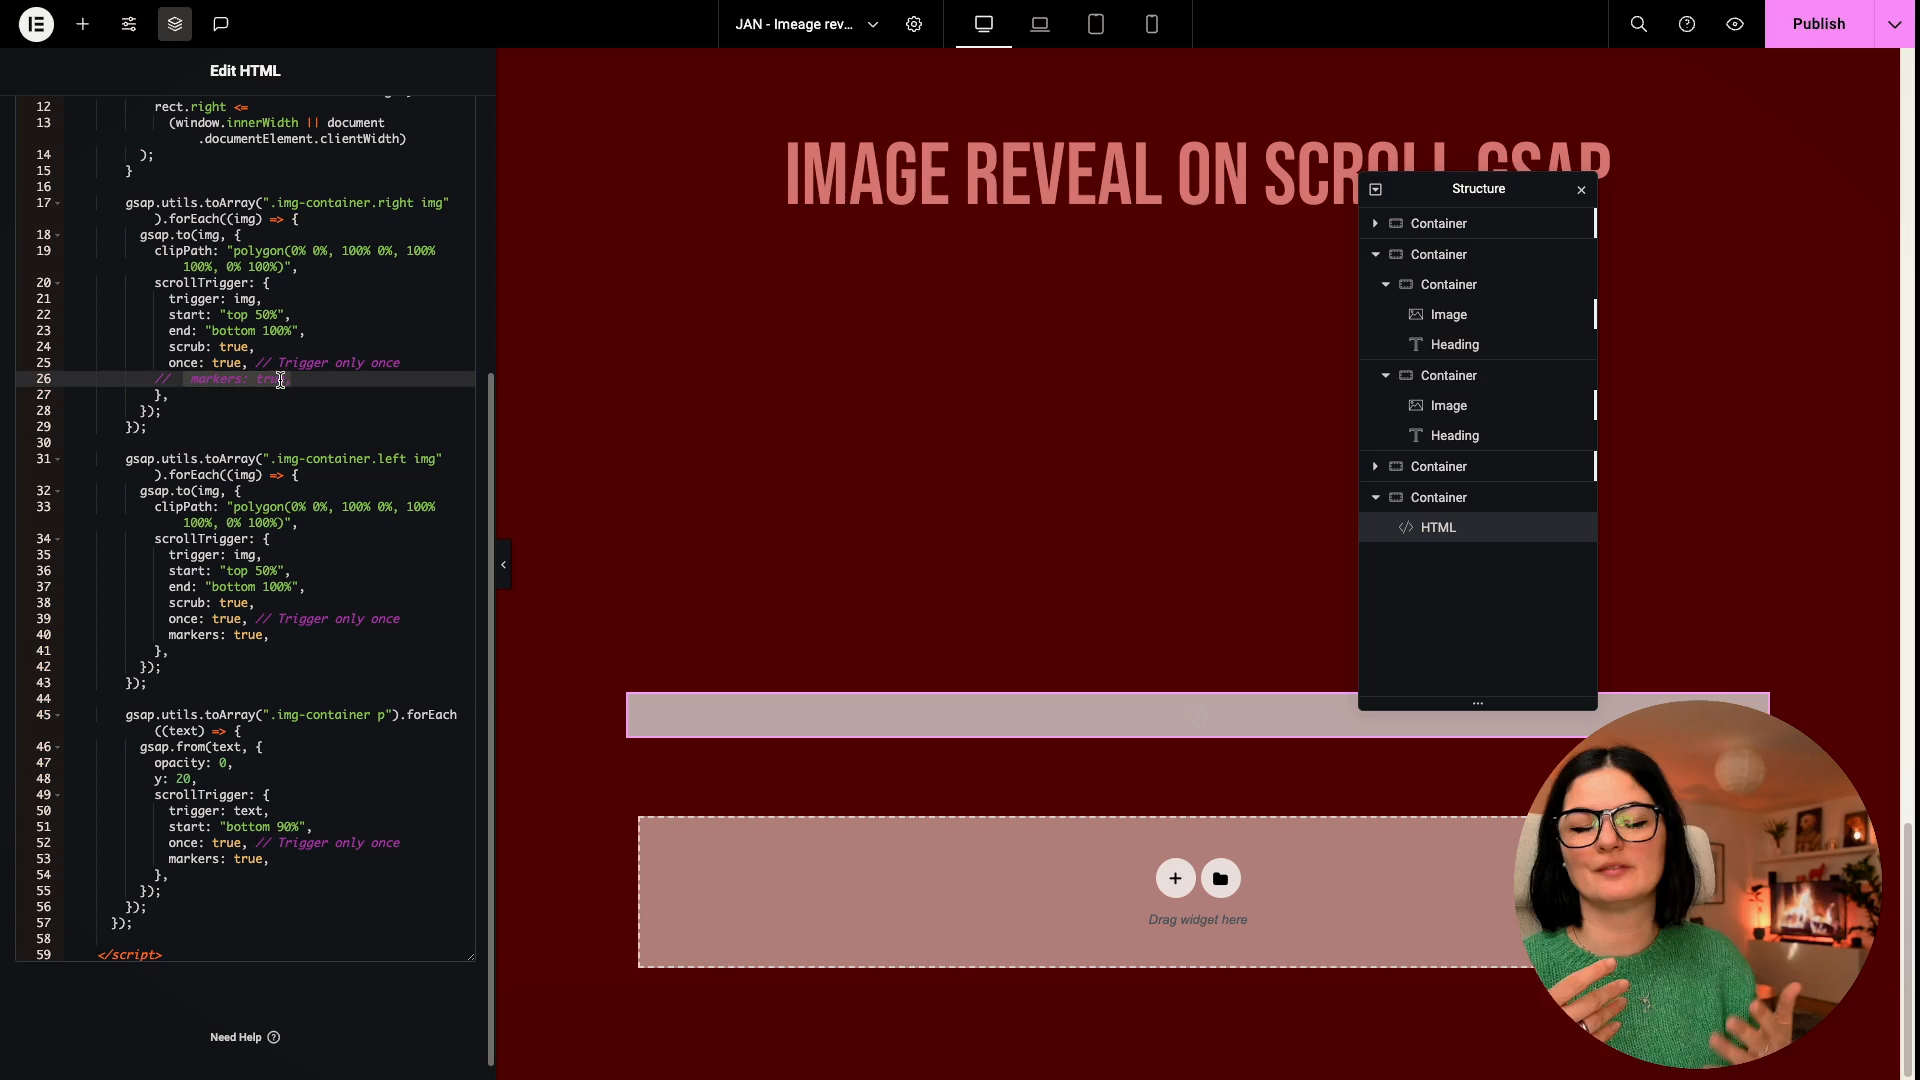 JAN - Imeage rev...
Publish
Edit HTML
12 rect.right <=
13 (window.innerWidth || document
.documentElement.clientWidth)
14 );
15 }
16
17 gsap.utils.toArray(".img-container.right img"
).forEach((img) => {
18 gsap.to(img, {
19 clipPath: "polygon(0% 0%, 100% 0%, 100%
100%, 0% 100%)",
20 scrollTrigger: {
21 trigger: img,
22 start: "top 50%",
23 end: "bottom 100%",
24 scrub: true,
25 once: true, // Trigger only once
26 // markers: true,
27 },
28 });
29 });
30
31 gsap.utils.toArray(".img-container.left img"
).forEach((img) => {
32 gsap.to(img, {
33 clipPath: "polygon(0% 0%, 100% 0%, 100%
100%, 0% 100%)",
34 scrollTrigger: {
35 trigger: img,
36 start: "top 50%",
37 end: "bottom 100%",
38 scrub: true,
39 once: true, // Trigger only once
40 markers: true,
41 },
42 });
43 });
44
45 gsap.utils.toArray(".img-container p").forEach
((text) => {
46 gsap.from(text, {
47 opacity: 0,
48 y: 20,
49 scrollTrigger: {
50 trigger: text,
51 start: "bottom 90%",
52 once: true, // Trigger only once
53 markers: true,
54 },
55 });
56 });
57 });
58
59 </script>
Need Help
IMAGE REVEAL ON SCROLL GSAP
Structure
Container
Container
Container
Image
Heading
Container
Image
Heading
Container
Container
HTML
Drag widget here